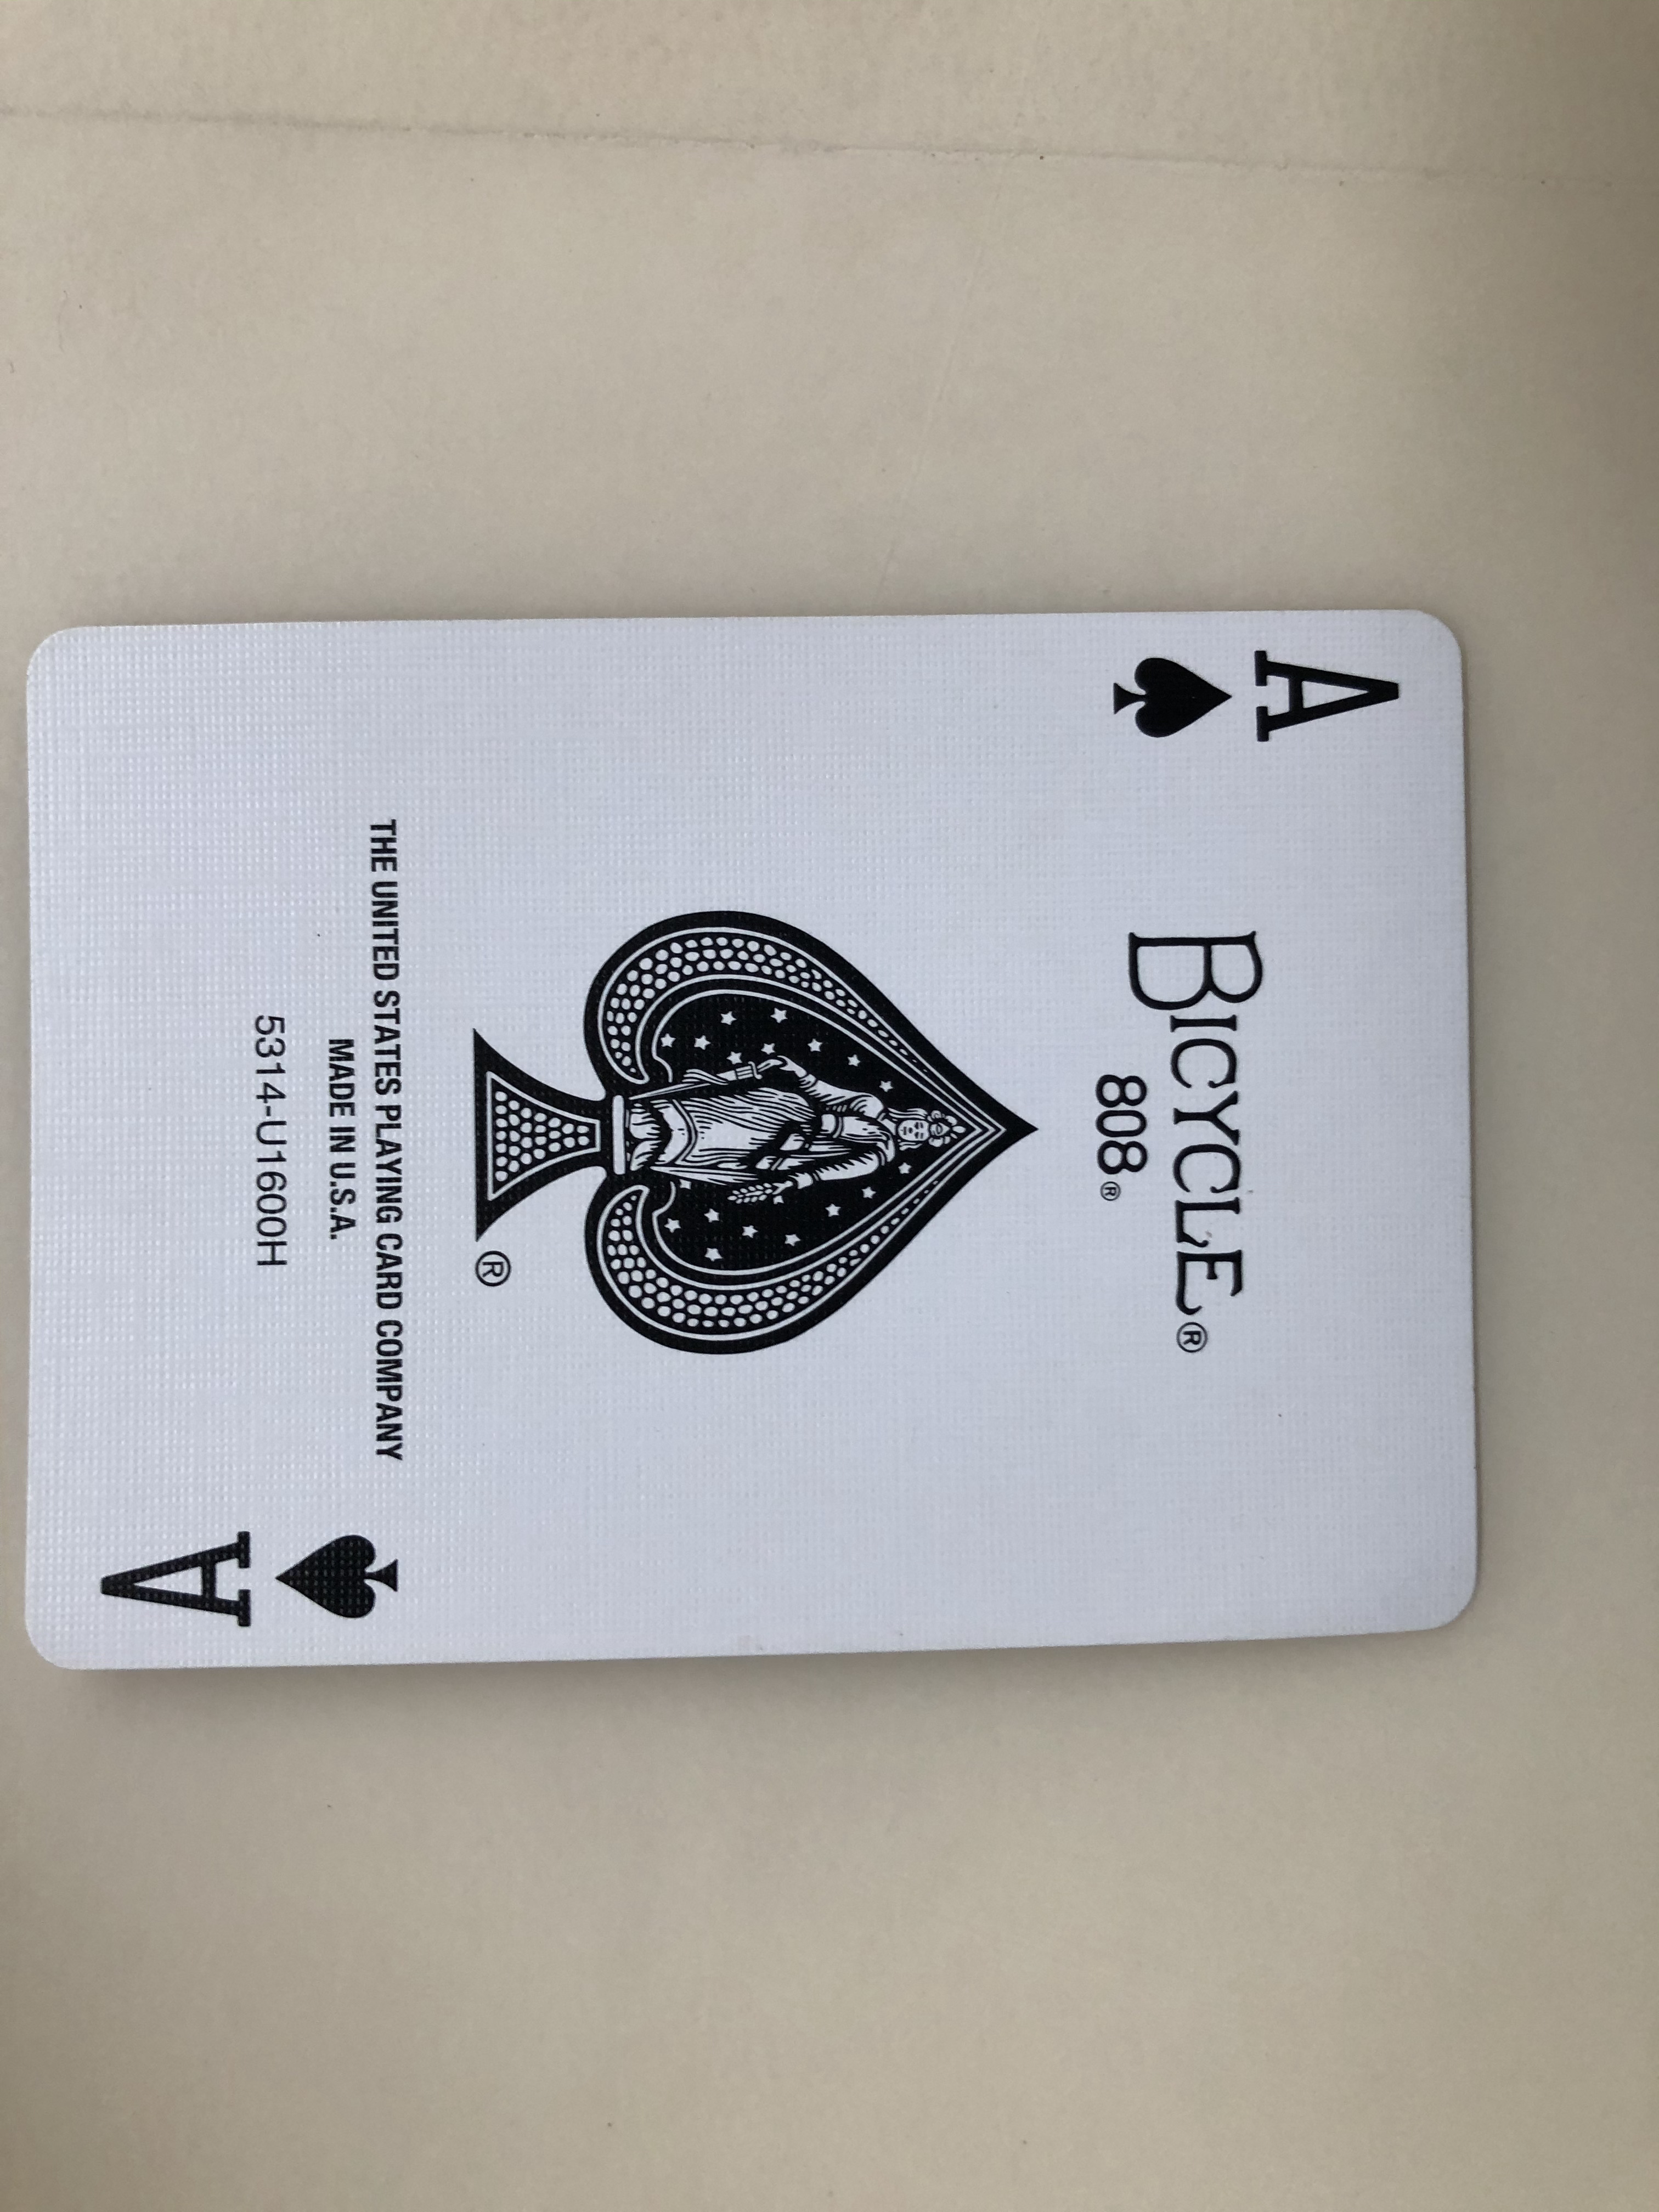 A
BICYCLE®
808®
®
THE UNITED STATES PLAYING CARD COMPANY
MADE IN U.S.A.
5314-U1600H
A